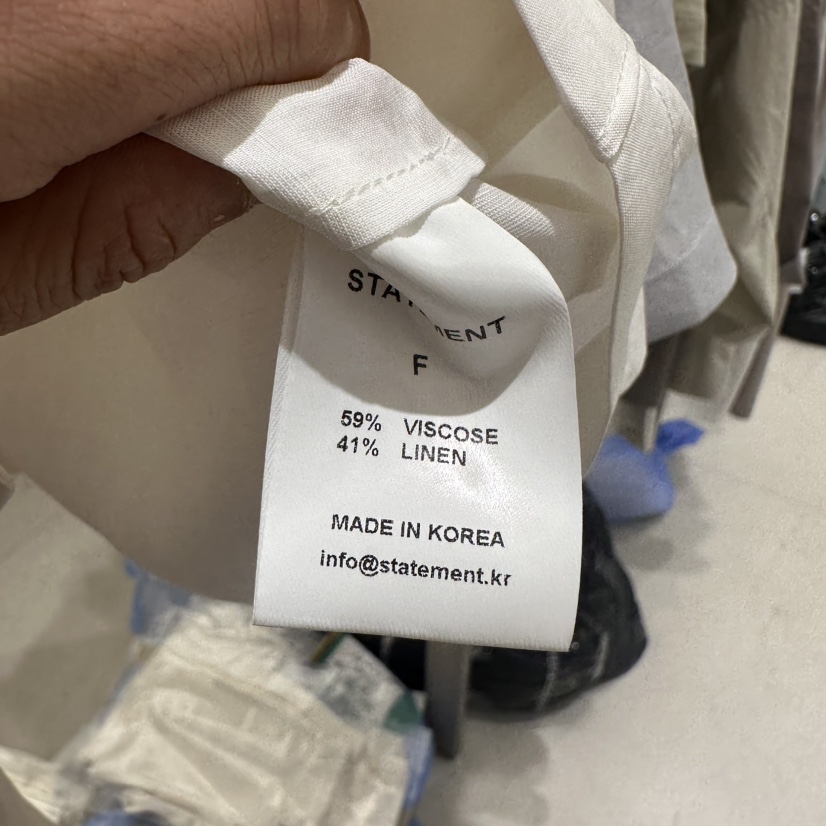 STATEMENT
F
59% VISCOSE
41% LINEN
MADE IN KOREA
info@statement.kr